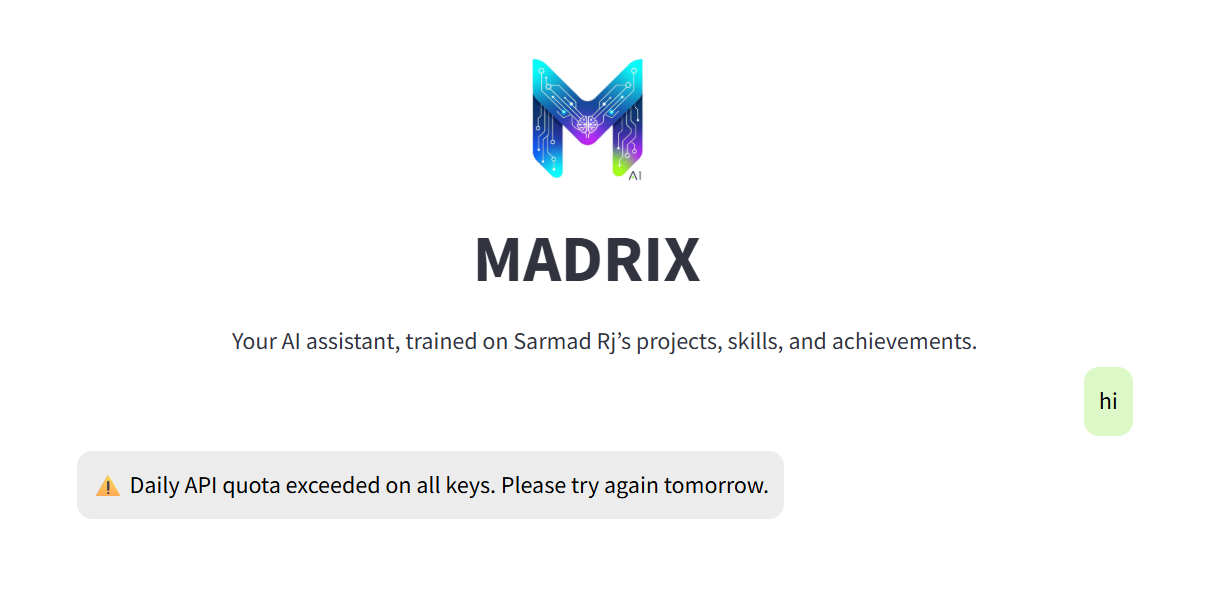 AI
MADRIX
Your AI assistant, trained on Sarmad Rj’s projects, skills, and achievements.
hi
⚠️ Daily API quota exceeded on all keys. Please try again tomorrow.